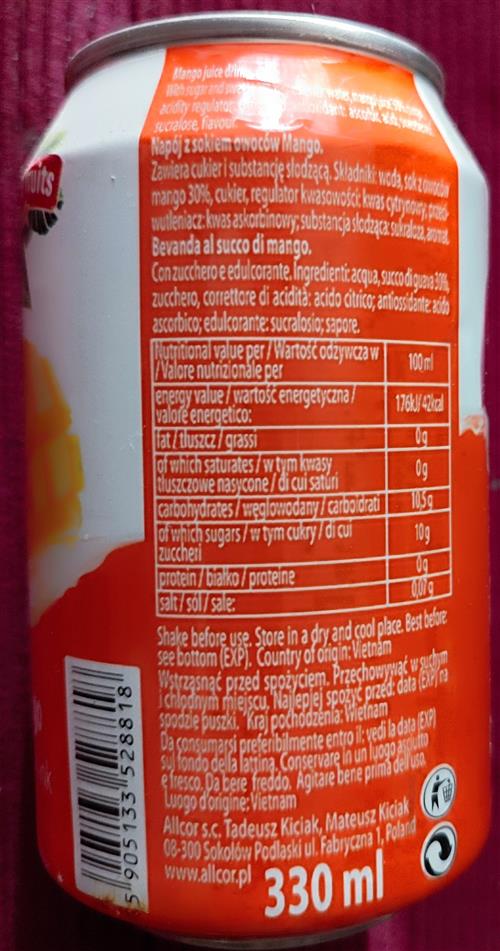 uits
Mango juice drink
With sugar and water, mango juice 30%
acidity regulator: antioxidant: ascorbic acid,
sucralose, flavour.
Napój z sokiem owoców Mango.
Zawiera cukier i substancję słodzącą. Składniki: woda, sok z owoców
mango 30%, cukier, regulator kwasowości: kwas cytrynowy, przeci-
wutleniacz: kwas askorbinowy; substancja słodząca: sukraloza, aromat.
Bevanda al succo di mango.
Con zucchero e edulcorante. Ingredienti: acqua, succo di guava 30%,
zucchero, correttore di acidità: acido citrico; antiossidante: acido
ascorbico; edulcorante: sucralosio; sapore.
Nutritional value per / Wartość odżywcza w
/ Valore nutrizionale per 100 ml
energy value / wartość energetyczna /
valore energetico: 176kJ/ 42kcal
fat / tłuszcz / grassi 0g
of which saturates / w tym kwasy
tłuszczowe nasycone / di cui saturi 0g
carbohydrates / węglowodany / carboidrati 10,5 g
of which sugars / w tym cukry / di cui
zuccheri 10 g
protein / białko / proteine 0g
salt / sól / sale: 0,07 g
Shake before use. Store in a dry and cool place. Best before:
see bottom (EXP). Country of origin: Vietnam
Wstrząsnąć przed spożyciem. Przechowywać w suchym
i chłodnym miejscu. Najlepiej spożyć przed: data (EXP) na
spodzie puszki. Kraj pochodzenia: Wietnam
Da consumarsi preferibilmente entro il: vedi la data (EXP)
sul fondo della lattina. Conservare in un luogo asciutto
e fresco. Da bere freddo. Agitare bene prima dell'uso.
Luogo d'origine: Vietnam
Allcor s.c. Tadeusz Kiciak, Mateusz Kiciak
08-300 Sokołów Podlaski ul. Fabryczna 1, Poland
www.allcor.pl
330 ml
5 905133 528818